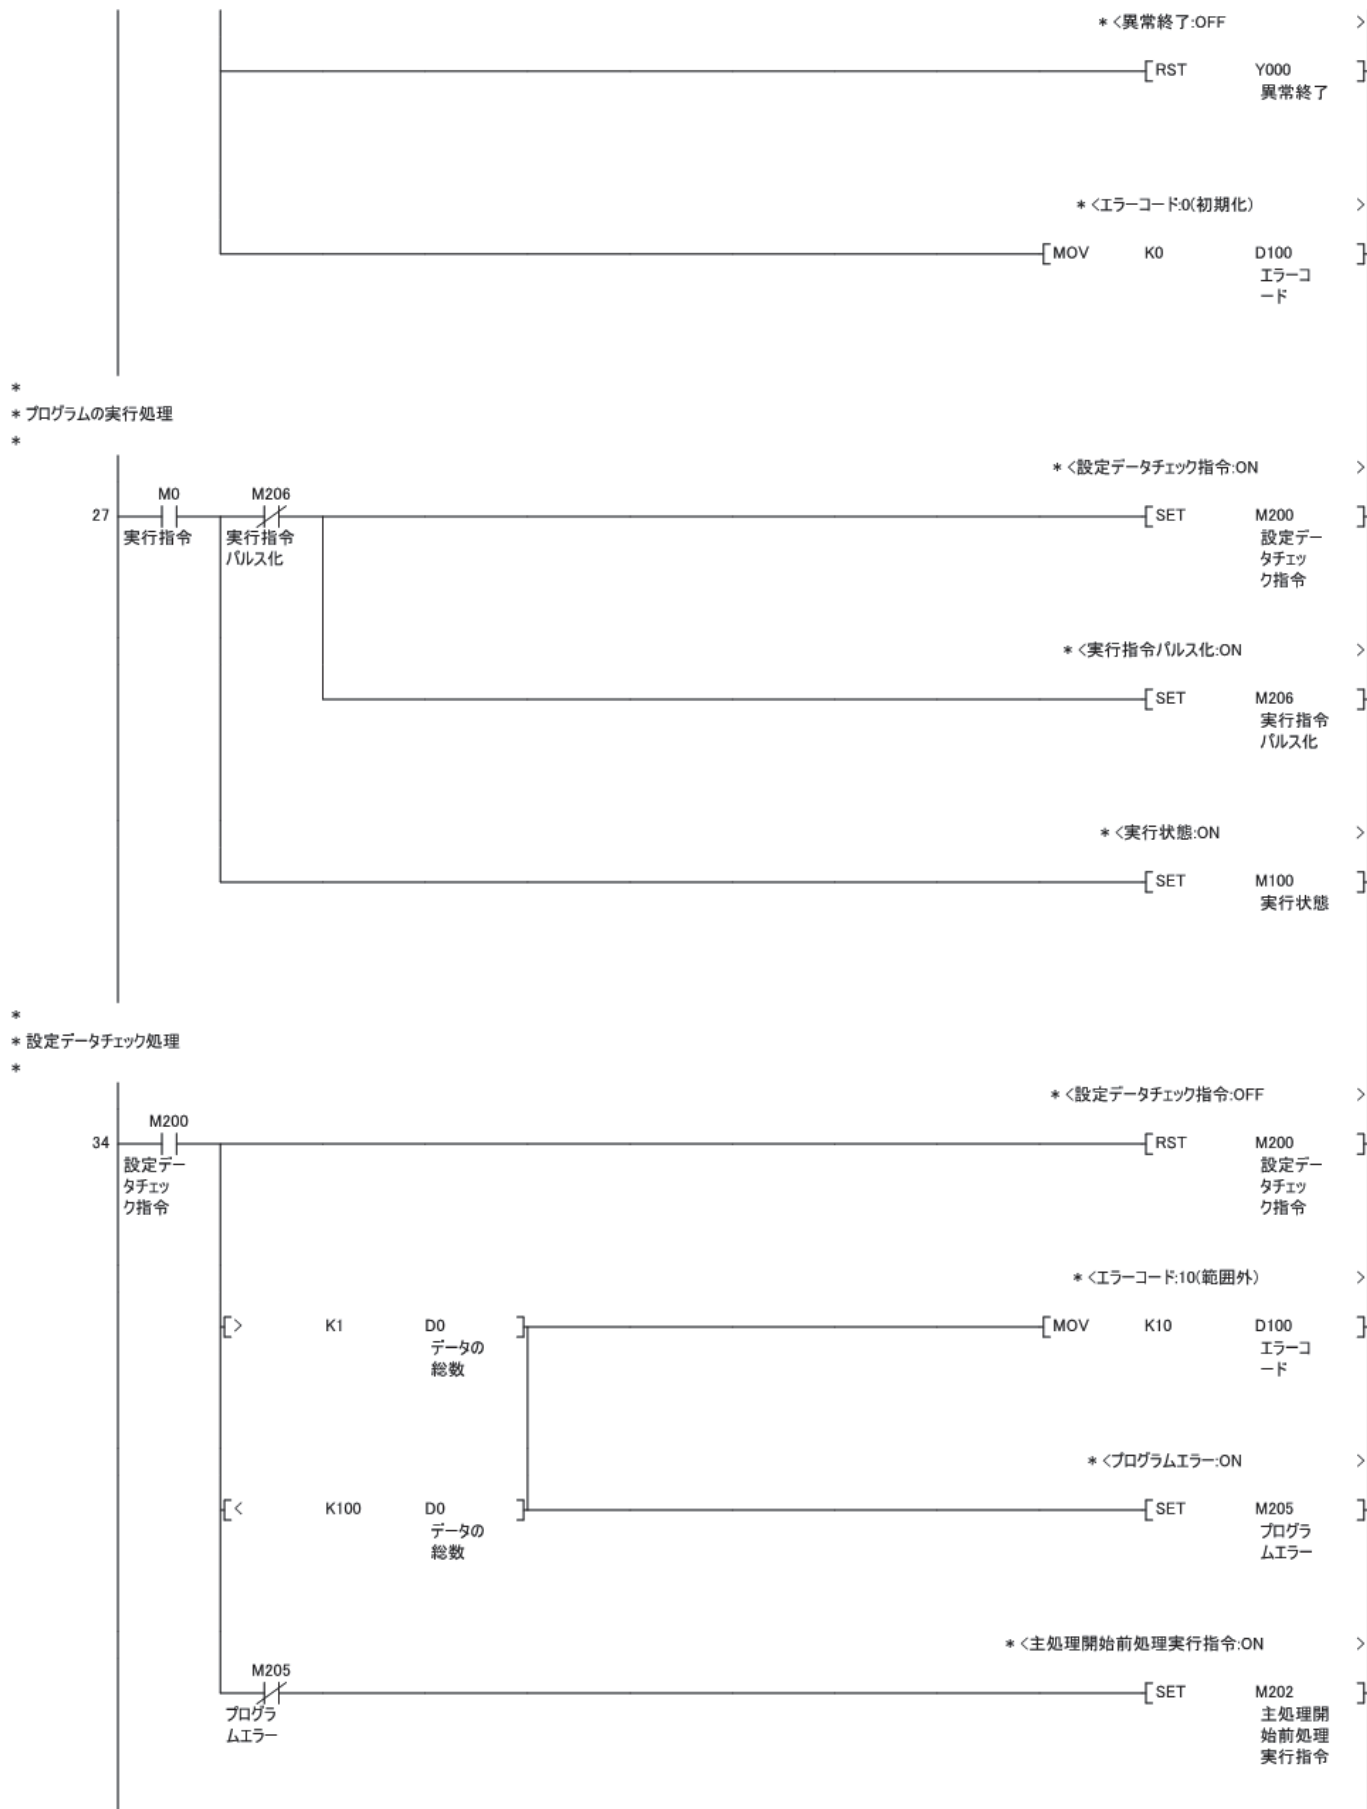 * <異常終了:OFF >
[RST Y000 ]
異常終了
* <エラーコード:0(初期化) >
[MOV K0 D100 ]
エラーコ
ード
*
* プログラムの実行処理
*
* <設定データチェック指令:ON >
M0 M206
27 [SET M200 ]
実行指令 実行指令 設定デー
パルス化 タチェッ
ク指令
* <実行指令パルス化:ON >
[SET M206 ]
実行指令
パルス化
* <実行状態:ON >
[SET M100 ]
実行状態
*
* 設定データチェック処理
*
* <設定データチェック指令:OFF >
M200
34 [RST M200 ]
設定デー 設定デー
タチェッ タチェッ
ク指令 ク指令
* <エラーコード:10(範囲外) >
[> K1 D0 ] [MOV K10 D100 ]
データの エラーコ
総数 ード
* <プログラムエラー:ON >
[< K100 D0 ] [SET M205 ]
データの プログラ
総数 ムエラー
* <主処理開始前処理実行指令:ON >
M205
[SET M202 ]
プログラ 主処理開
ムエラー 始前処理
実行指令